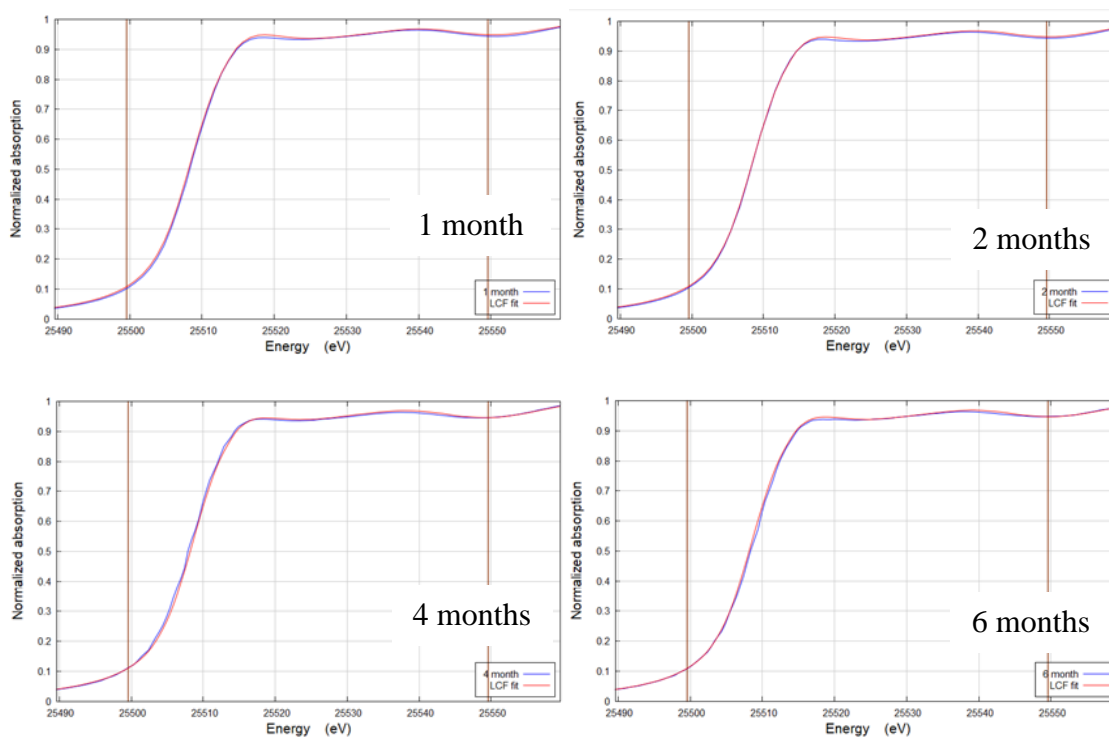 1
0.9
0.8
0.7
0.6
0.5
0.4
0.3
0.2
0.1
0
Normalized absorption
1 month
1 month
LCF fit
25490 25500 25510 25520 25530 25540 25550
Energy (eV)
1
0.9
0.8
0.7
0.6
0.5
0.4
0.3
0.2
0.1
0
Normalized absorption
2 months
2 month
LCF fit
25490 25500 25510 25520 25530 25540 25550
Energy (eV)
1
0.9
0.8
0.7
0.6
0.5
0.4
0.3
0.2
0.1
0
Normalized absorption
4 months
4 month
LCF fit
25490 25500 25510 25520 25530 25540 25550
Energy (eV)
1
0.9
0.8
0.7
0.6
0.5
0.4
0.3
0.2
0.1
0
Normalized absorption
6 months
6 month
LCF fit
25490 25500 25510 25520 25530 25540 25550
Energy (eV)